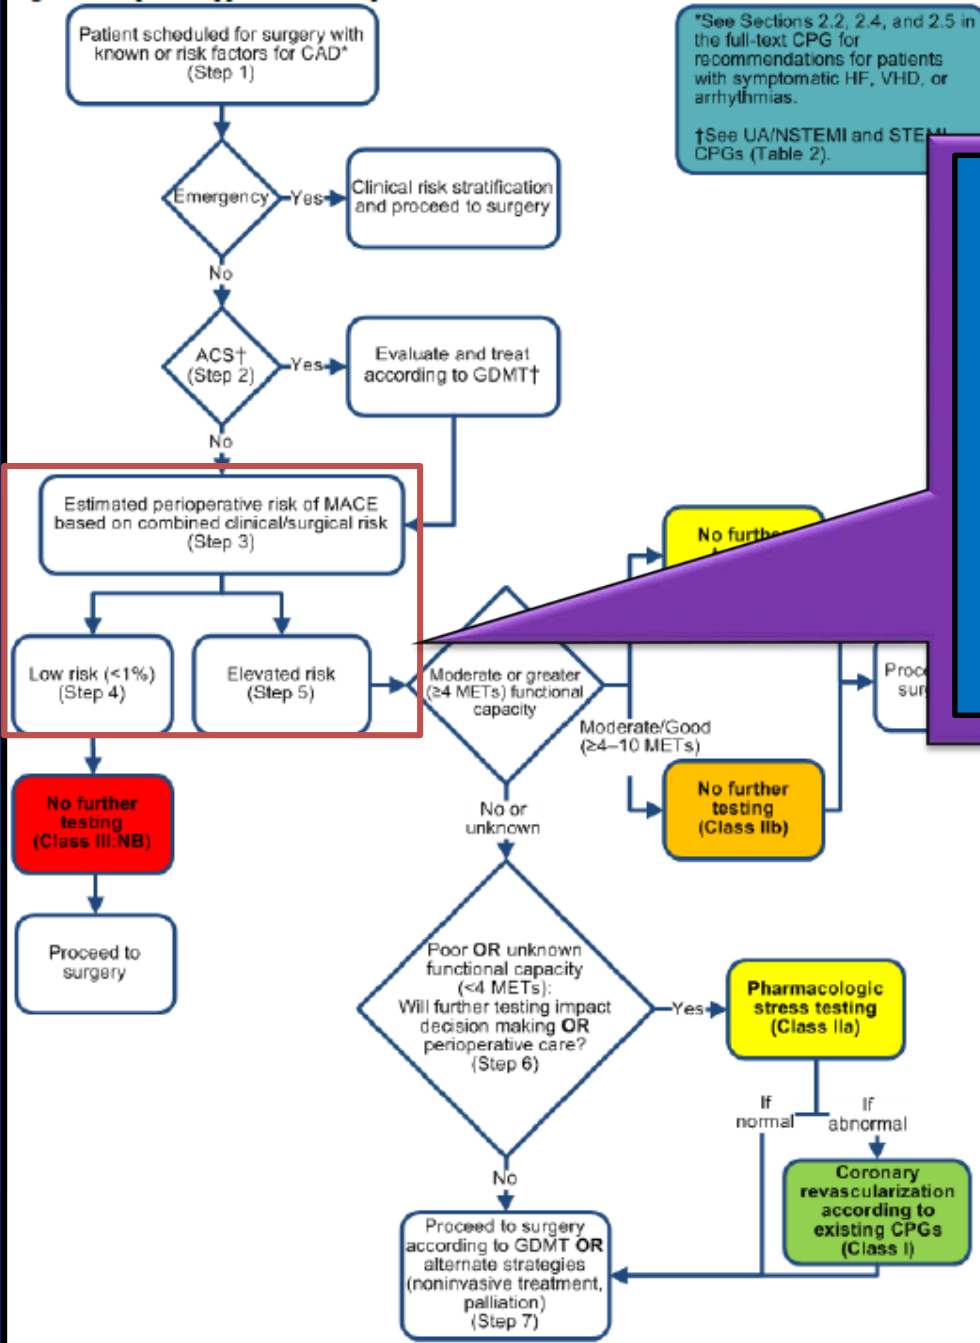 Patient scheduled for surgery with
known or risk factors for CAD*
(Step 1)
*See Sections 2.2, 2.4, and 2.5 in
the full-text CPG for
recommendations for patients
with symptomatic HF, VHD, or
arrhythmias.
†See UA/NSTEMI and STEMI
CPGs (Table 2).
Emergency
Yes
Clinical risk stratification
and proceed to surgery
No
ACS†
(Step 2)
Yes
Evaluate and treat
according to GDMT†
No
Estimated perioperative risk of MACE
based on combined clinical/surgical risk
(Step 3)
Low risk (<1%)
(Step 4)
Elevated risk
(Step 5)
Moderate or greater
(≥4 METs) functional
capacity
No further
Moderate/Good
(≥4–10 METs)
No further
testing
(Class IIb)
No further
testing
(Class III:NB)
Proceed to
surgery
No or
unknown
Poor OR unknown
functional capacity
(<4 METs):
Will further testing impact
decision making OR
perioperative care?
(Step 6)
Yes
Pharmacologic
stress testing
(Class IIa)
If
normal
If
abnormal
Coronary
revascularization
according to
existing CPGs
(Class I)
No
Proceed to surgery
according to GDMT OR
alternate strategies
(noninvasive treatment,
palliation)
(Step 7)